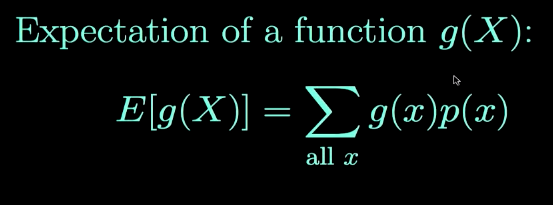 Expectation of a function g(X):
E[g(X)] = ∑ g(x)p(x)
all x